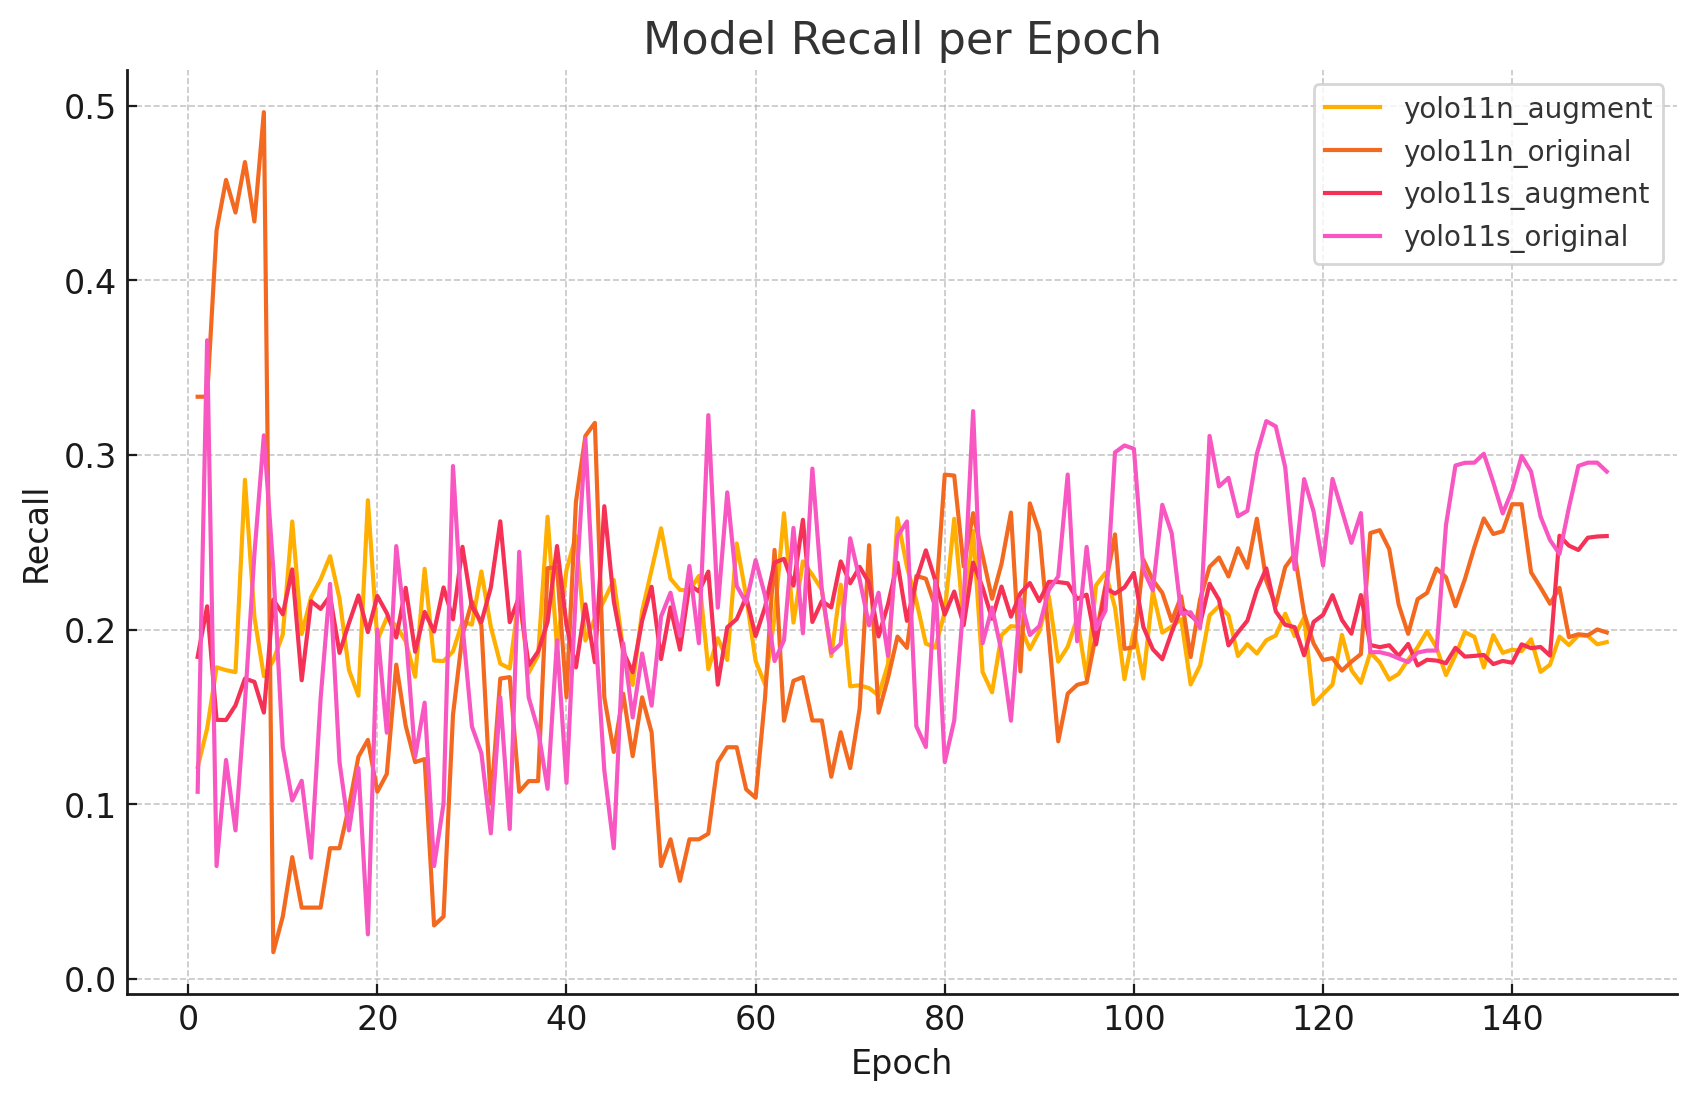 Model Recall per Epoch
yolo11n_augment
yolo11n_original
yolo11s_augment
yolo11s_original
Recall
0.5
0.4
0.3
0.2
0.1
0.0
0 20 40 60 80 100 120 140
Epoch